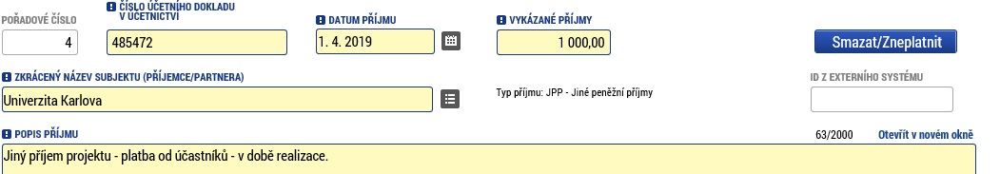 POŘADOVÉ ČÍSLO
ČÍSLO ÚČETNÍHO DOKLADU
V ÚČETNICTVÍ
DATUM PŘÍJMU
VYKÁZANÉ PŘÍJMY
4
485472
1. 4. 2019
1 000,00
Smazat/Zneplatnit
ZKRÁCENÝ NÁZEV SUBJEKTU (PŘÍJEMCE/PARTNERA)
ID Z EXTERNÍHO SYSTÉMU
Univerzita Karlova
Typ příjmu: JPP - Jiné peněžní příjmy
POPIS PŘÍJMU
63/2000
Otevřít v novém okně
Jiný příjem projektu - platba od účastníků - v době realizace.